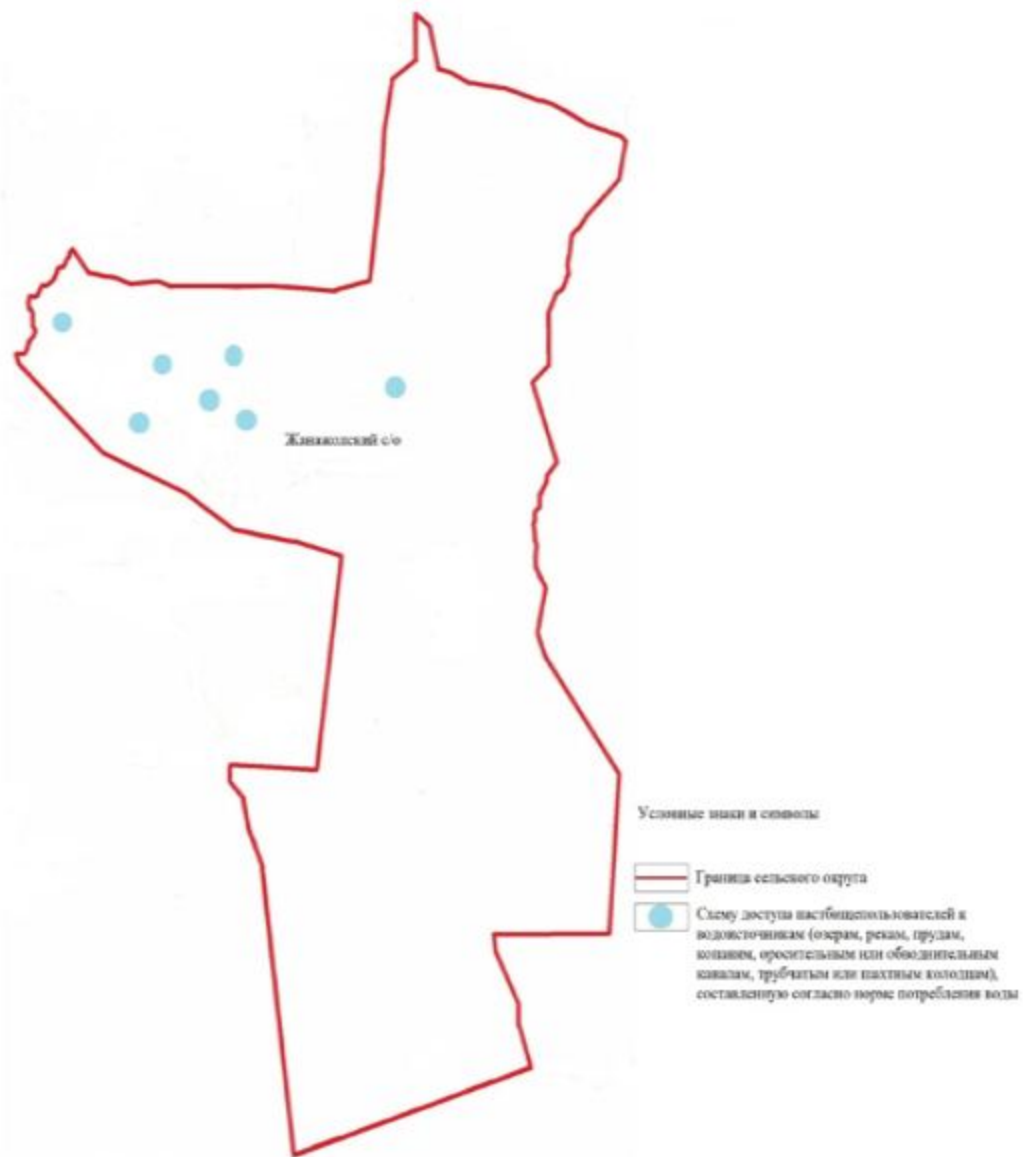 Жанажолский с/о
Условные знаки и символы
Граница сельского округа
Схему доступа пастбищепользователей к
водоисточникам (озерам, рекам, прудам,
копаням, оросительным или обводнительным
каналам, трубчатым или шахтным колодцам),
составленную согласно норме потребления воды